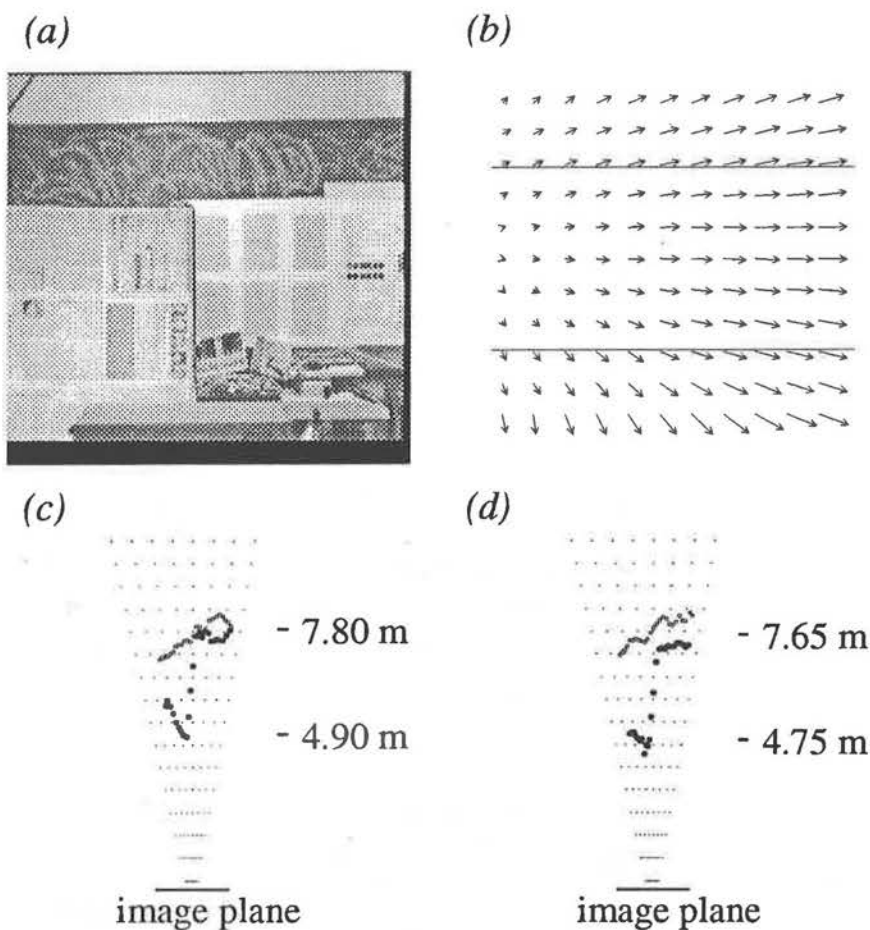 (a)
(b)
(c)
(d)
- 7.80 m
- 7.65 m
- 4.90 m
- 4.75 m
image plane
image plane